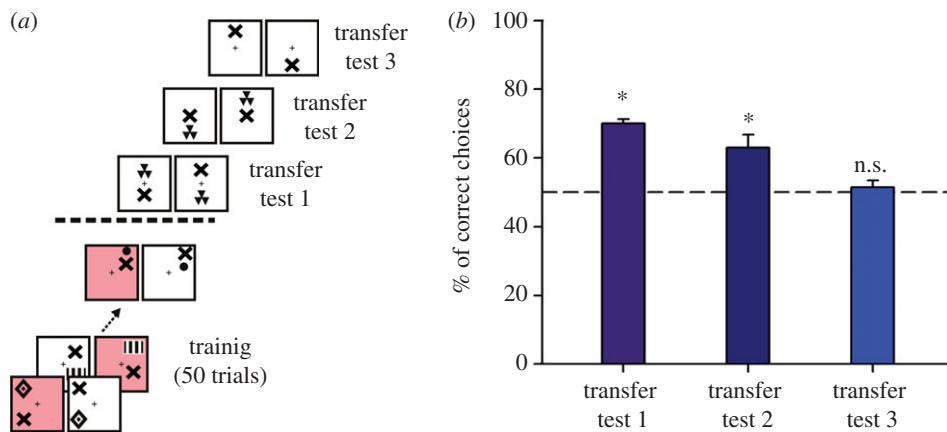 (a)
transfer
test 3
transfer
test 2
transfer
test 1
trainig
(50 trials)
(b)
% of correct choices
100
80
60
40
20
0
*
*
n.s.
transfer
test 1
transfer
test 2
transfer
test 3